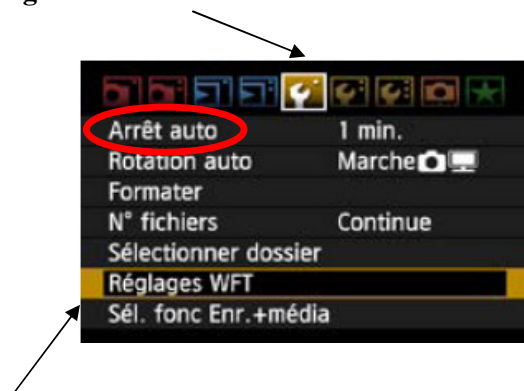 Arrêt auto 1 min.
Rotation auto Marche
Formater
N° fichiers Continue
Sélectionner dossier
Réglages WFT
Sél. fonc Enr.+média